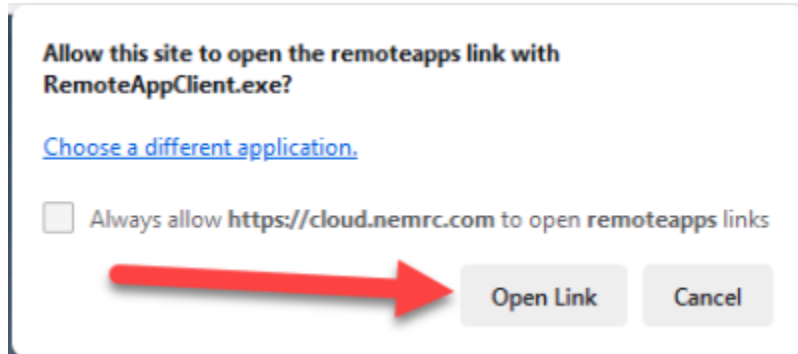 Allow this site to open the remoteapps link with
RemoteAppClient.exe?
Choose a different application.
Always allow https://cloud.nemrc.com to open remoteapps links
Open Link Cancel